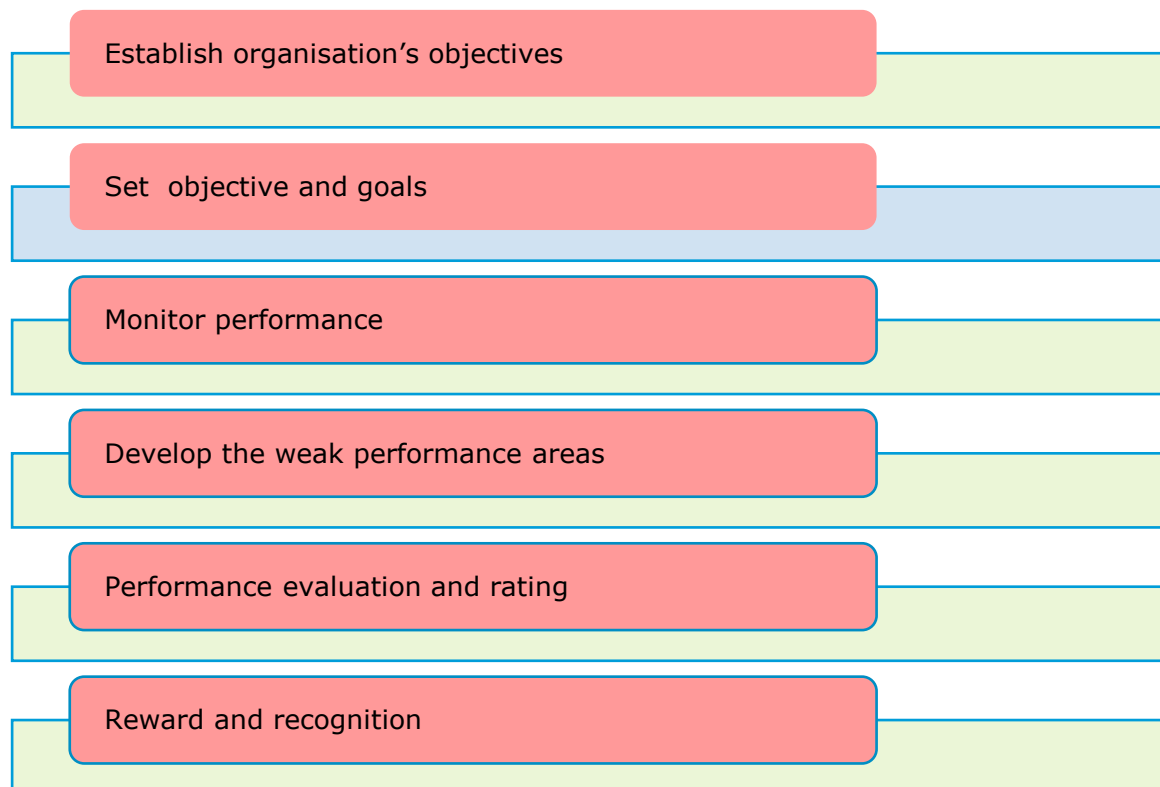 Establish organisation’s objectives
Set  objective and goals
Monitor performance
Develop the weak performance areas
Performance evaluation and rating
Reward and recognition